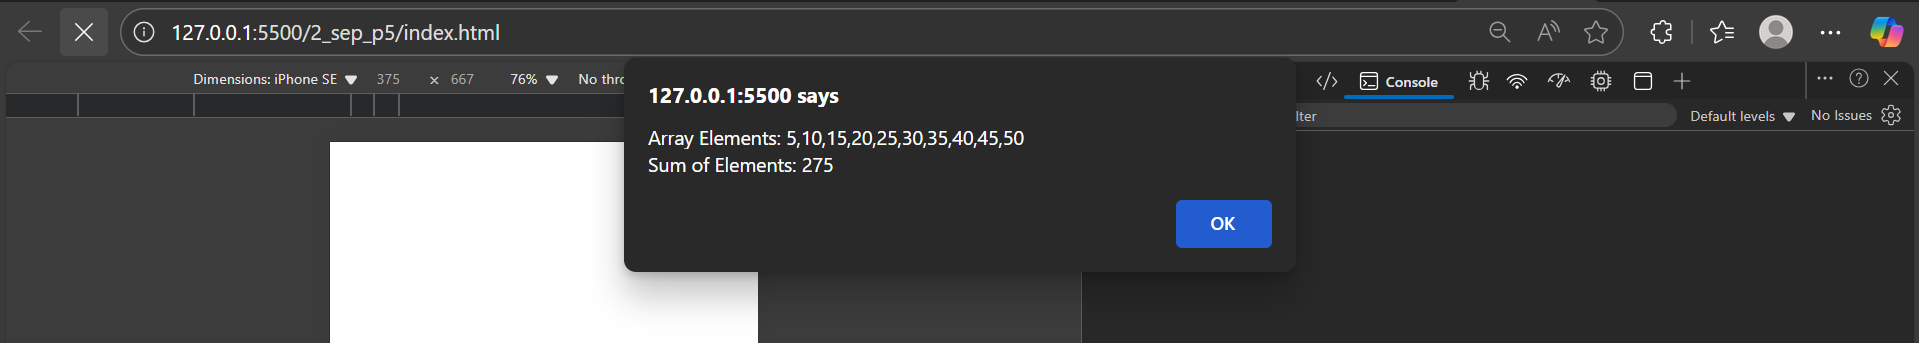 127.0.0.1:5500/2_sep_p5/index.html
Dimensions: iPhone SE 375 × 667 76% No thro
Console
127.0.0.1:5500 says
lter Default levels No Issues
Array Elements: 5,10,15,20,25,30,35,40,45,50
Sum of Elements: 275
OK